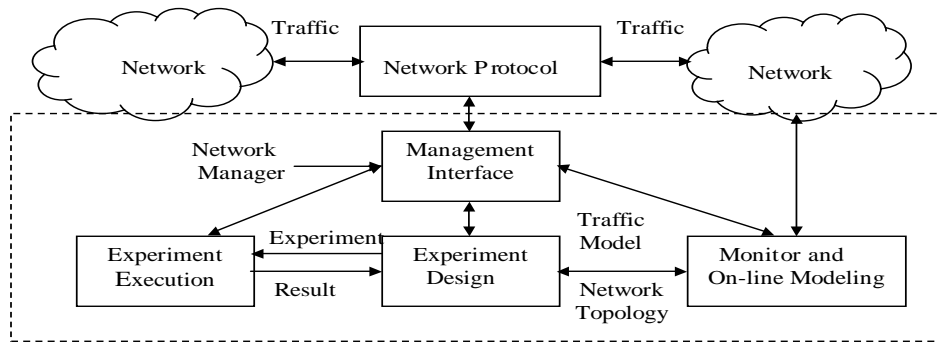 Traffic
Traffic
Network
Network Protocol
Network
Network
Manager
Management
Interface
Traffic
Model
Experiment
Execution
Experiment
Result
Experiment
Design
Network
Topology
Monitor and
On-line Modeling